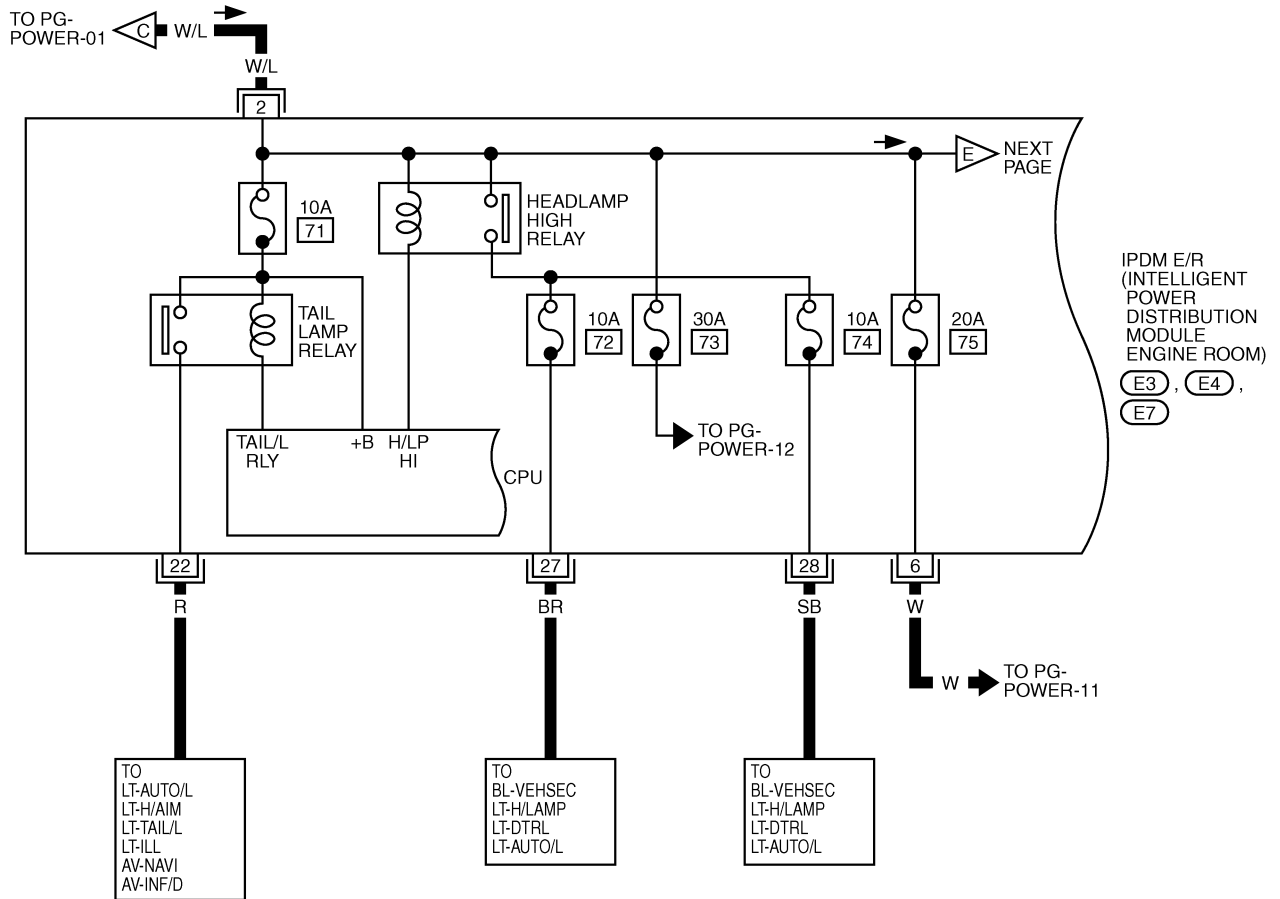 TO PG-
POWER-01
C
W/L
W/L
2
E
NEXT
PAGE
10A
71
HEADLAMP
HIGH
RELAY
TAIL
LAMP
RELAY
10A
72
30A
73
10A
74
20A
75
IPDM E/R
(INTELLIGENT
POWER
DISTRIBUTION
MODULE
ENGINE ROOM)
E3 , E4 ,
E7
TAIL/L
RLY
+B
H/LP
HI
CPU
TO PG-
POWER-12
22
27
28
6
R
BR
SB
W
W
TO PG-
POWER-11
TO
LT-AUTO/L
LT-H/AIM
LT-TAIL/L
LT-ILL
AV-NAVI
AV-INF/D
TO
BL-VEHSEC
LT-H/LAMP
LT-DTRL
LT-AUTO/L
TO
BL-VEHSEC
LT-H/LAMP
LT-DTRL
LT-AUTO/L